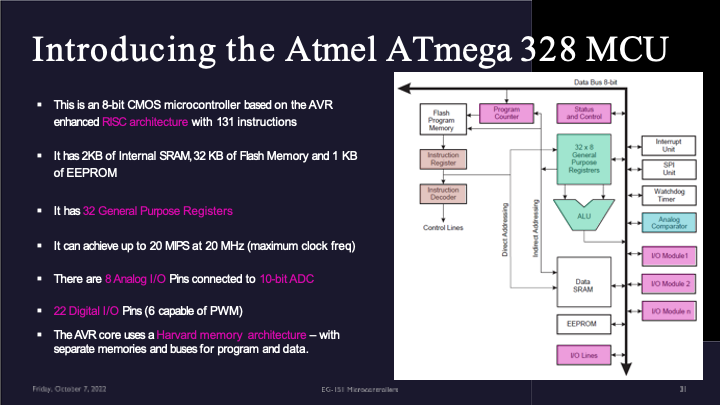 Introducing the Atmel ATmega 328 MCU
▪ This is an 8-bit CMOS microcontroller based on the AVR
enhanced RISC architecture with 131 instructions
▪ It has 2KB of Internal SRAM, 32 KB of Flash Memory and 1 KB
of EEPROM
▪ It has 32 General Purpose Registers
▪ It can achieve up to 20 MIPS at 20 MHz (maximum clock freq)
▪ There are 8 Analog I/O Pins connected to 10-bit ADC
▪ 22 Digital I/O Pins (6 capable of PWM)
▪ The AVR core uses a Harvard memory architecture – with
separate memories and buses for program and data.
Data Bus 8-bit
Flash
Program
Memory
Program
Counter
Status
and Control
Instruction
Register
32 x 8
General
Purpose
Registrers
Interrupt
Unit
SPI
Unit
Instruction
Decoder
Watchdog
Timer
Control Lines
Direct Addressing
Indirect Addressing
ALU
Analog
Comparator
I/O Module1
Data
SRAM
I/O Module 2
I/O Module n
EEPROM
I/O Lines
Friday, October 7, 2022
EG-151 Microcontrollers
31